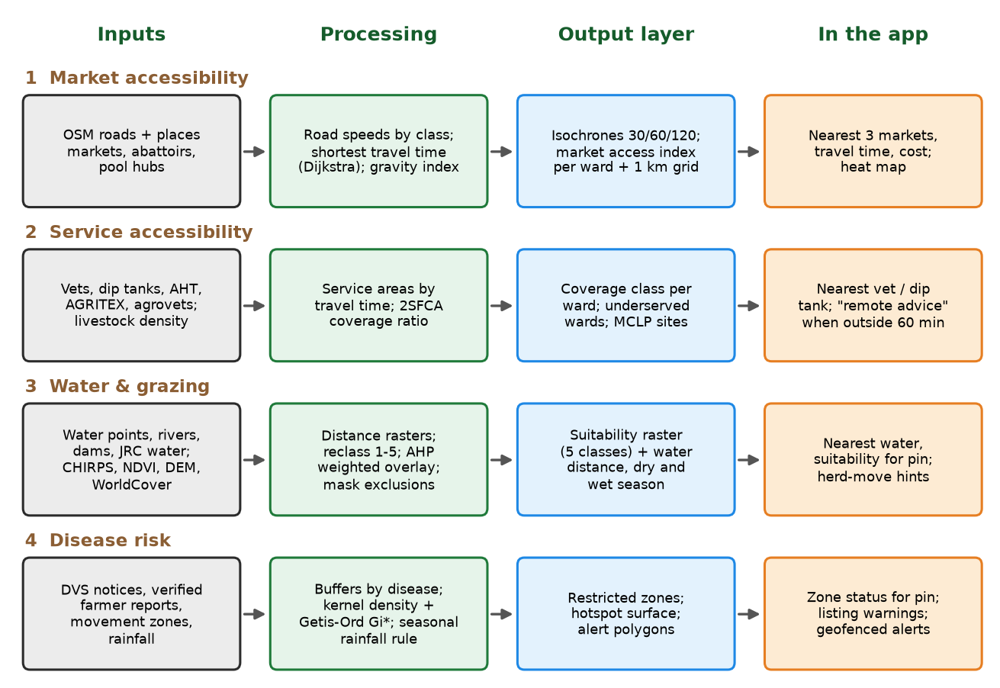 Inputs
Processing
Output layer
In the app
1 Market accessibility
OSM roads + places
markets, abattoirs,
pool hubs
Road speeds by class;
shortest travel time
(Dijkstra); gravity index
Isochrones 30/60/120;
market access index
per ward + 1 km grid
Nearest 3 markets,
travel time, cost;
heat map
2 Service accessibility
Vets, dip tanks, AHT,
AGRITEX, agrovets;
livestock density
Service areas by
travel time; 2SFCA
coverage ratio
Coverage class per
ward; underserved
wards; MCLP sites
Nearest vet / dip
tank; "remote advice"
when outside 60 min
3 Water & grazing
Water points, rivers,
dams, JRC water;
CHIRPS, NDVI, DEM,
WorldCover
Distance rasters;
reclass 1-5; AHP
weighted overlay;
mask exclusions
Suitability raster
(5 classes) + water
distance, dry and
wet season
Nearest water,
suitability for pin;
herd-move hints
4 Disease risk
DVS notices, verified
farmer reports,
movement zones,
rainfall
Buffers by disease;
kernel density +
Getis-Ord Gi*; seasonal
rainfall rule
Restricted zones;
hotspot surface;
alert polygons
Zone status for pin;
listing warnings;
geofenced alerts